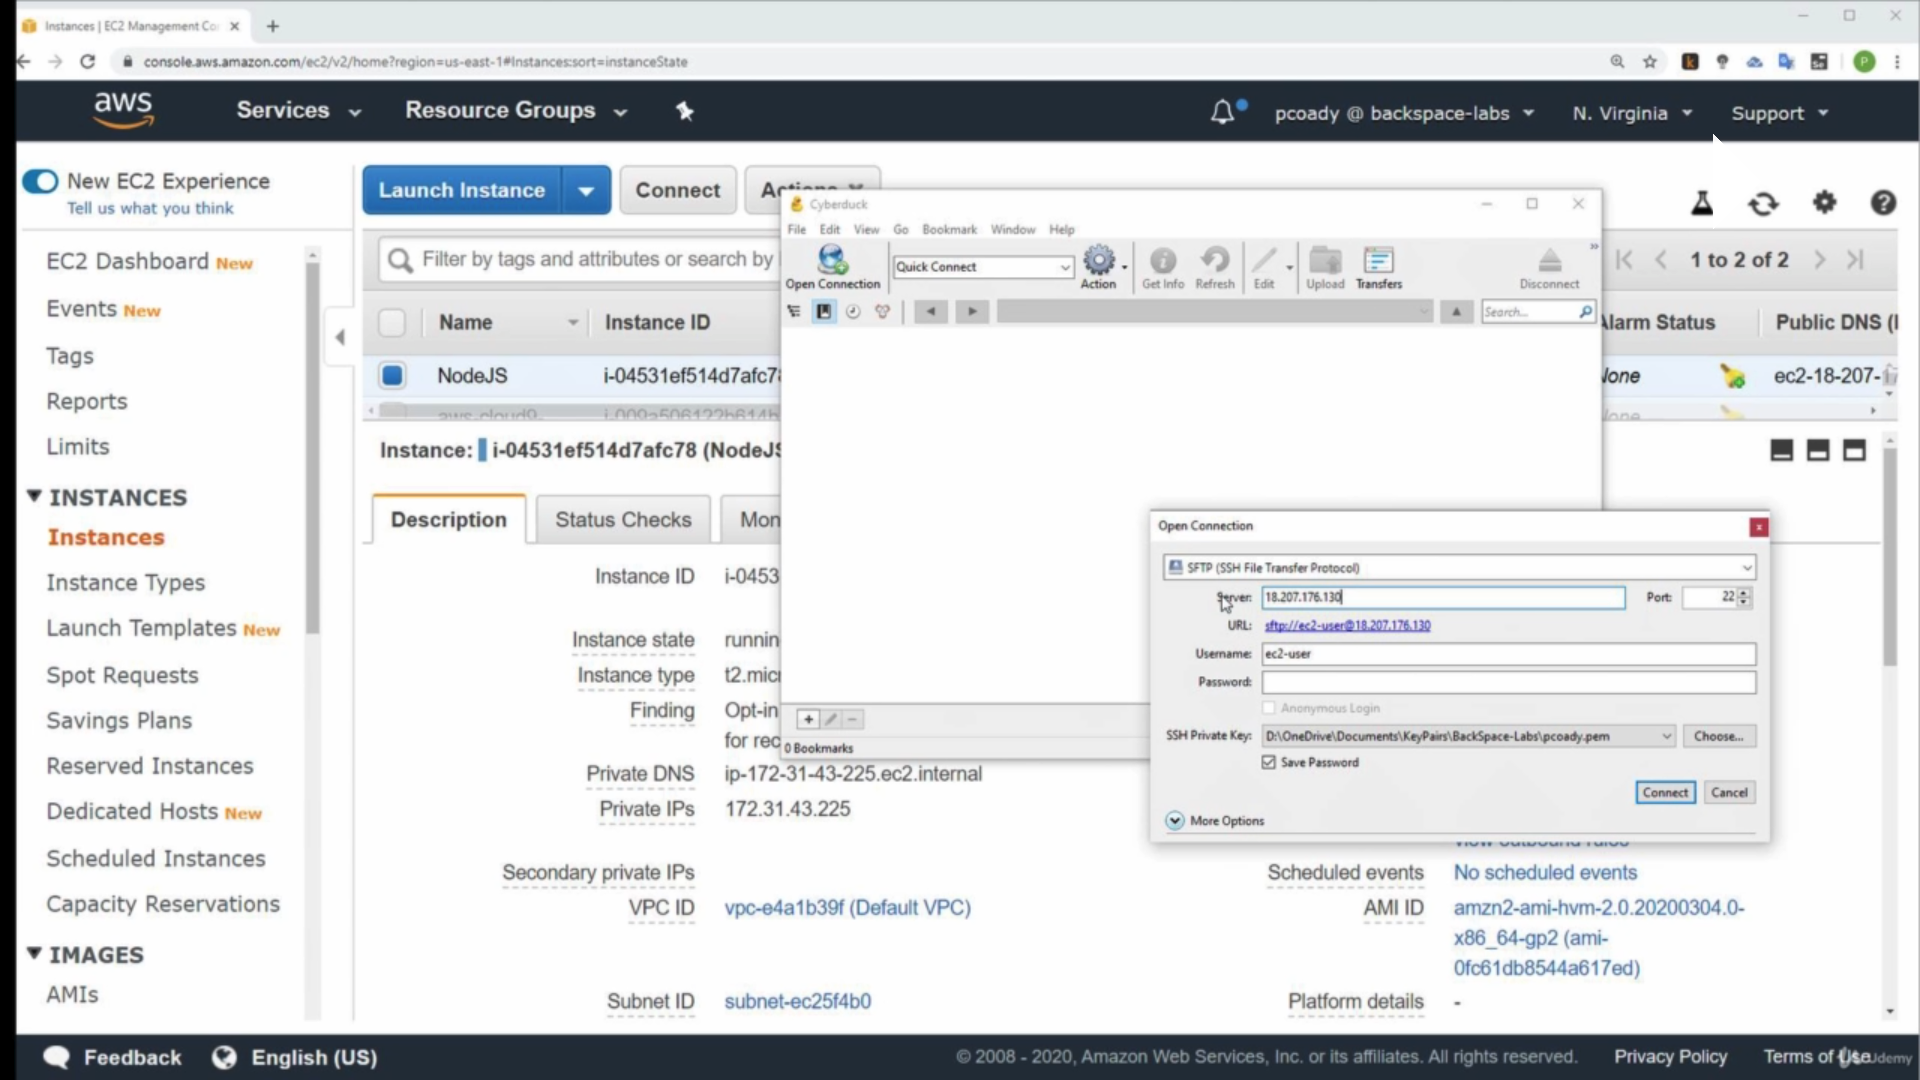 Instances | EC2 Management Co
console.aws.amazon.com/ec2/v2/home?region=us-east-1#Instances:sort=instanceState
P
aws
Services
Resource Groups
pcoady @ backspace-labs
N. Virginia
Support
New EC2 Experience
Tell us what you think
Launch Instance
Connect
Actions
Filter by tags and attributes or search by
1 to 2 of 2
Name
Instance ID
Alarm Status
Public DNS (I
NodeJS
i-04531ef514d7afc7
None
ec2-18-207-
aws-cloud9-
i-009a506122b614b
None
EC2 Dashboard New
Events New
Tags
Reports
Limits
INSTANCES
Instances
Instance Types
Launch Templates New
Spot Requests
Savings Plans
Reserved Instances
Dedicated Hosts New
Scheduled Instances
Capacity Reservations
IMAGES
AMIs
Instance: i-04531ef514d7afc78 (NodeJS
Description
Status Checks
Mon
Instance ID
i-0453
Instance state
runnin
Instance type
t2.mic
Finding
Opt-in
for rec
Private DNS
ip-172-31-43-225.ec2.internal
Private IPs
172.31.43.225
Secondary private IPs
VPC ID
vpc-e4a1b39f (Default VPC)
Subnet ID
subnet-ec25f4b0
view outbound rules
Scheduled events
No scheduled events
AMI ID
amzn2-ami-hvm-2.0.20200304.0-
x86_64-gp2 (ami-
0fc61db8544a617ed)
Platform details
-
Cyberduck
File Edit View Go Bookmark Window Help
Open Connection
Quick Connect
Action
Get Info
Refresh
Edit
Upload
Transfers
Disconnect
Search...
0 Bookmarks
Open Connection
SFTP (SSH File Transfer Protocol)
Server:
18.207.176.130
Port:
22
URL:
sftp://ec2-user@18.207.176.130
Username:
ec2-user
Password:
Anonymous Login
SSH Private Key:
D:\OneDrive\Documents\KeyPairs\BackSpace-Labs\pcoady.pem
Choose...
Save Password
Connect
Cancel
More Options
Feedback
English (US)
© 2008 - 2020, Amazon Web Services, Inc. or its affiliates. All rights reserved.
Privacy Policy
Terms of Use
Udemy